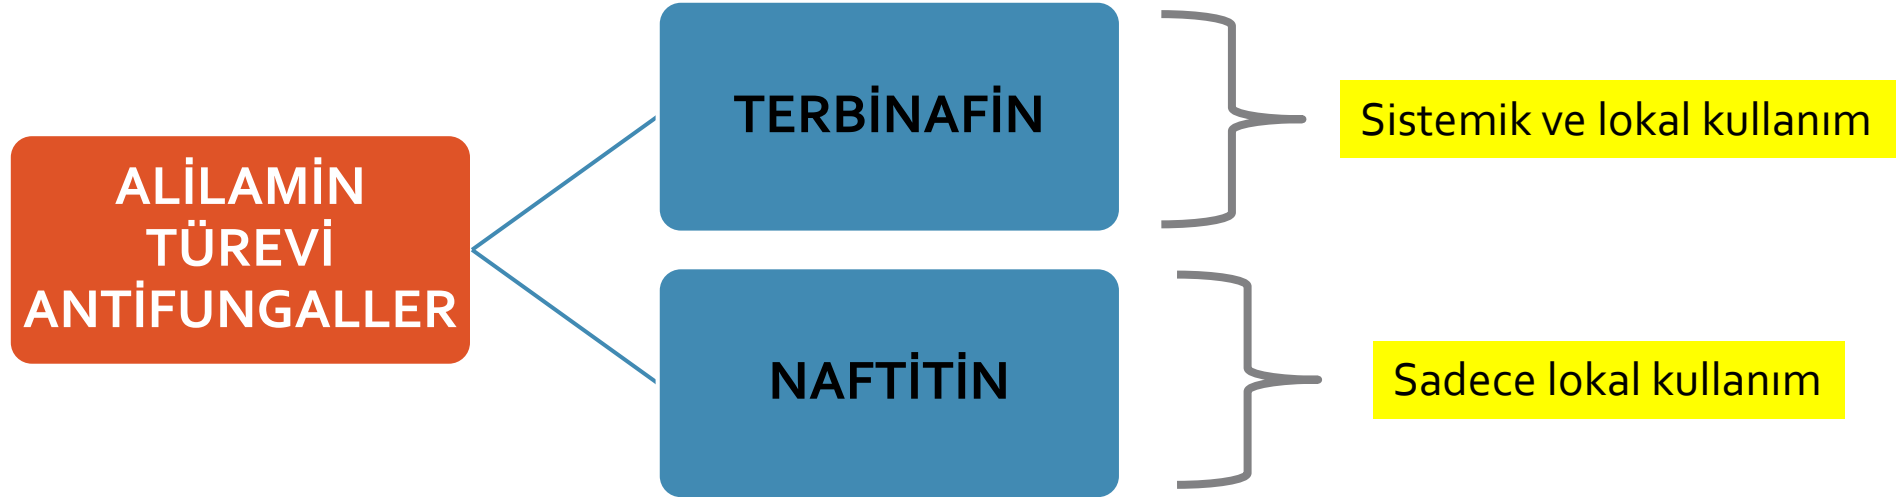 ALİLAMİN
TÜREVİ
ANTİFUNGALLER
TERBİNAFİN
Sistemik ve lokal kullanım
NAFTİTİN
Sadece lokal kullanım